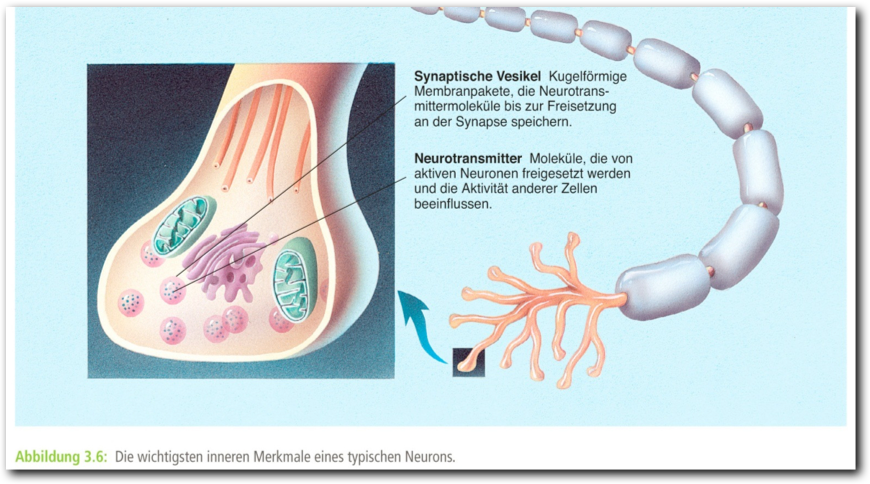 Synaptische Vesikel Kugelförmige
Membranpakete, die Neurotrans-
mittermoleküle bis zur Freisetzung
an der Synapse speichern.
Neurotransmitter Moleküle, die von
aktiven Neuronen freigesetzt werden
und die Aktivität anderer Zellen
beeinflussen.
Abbildung 3.6: Die wichtigsten inneren Merkmale eines typischen Neurons.